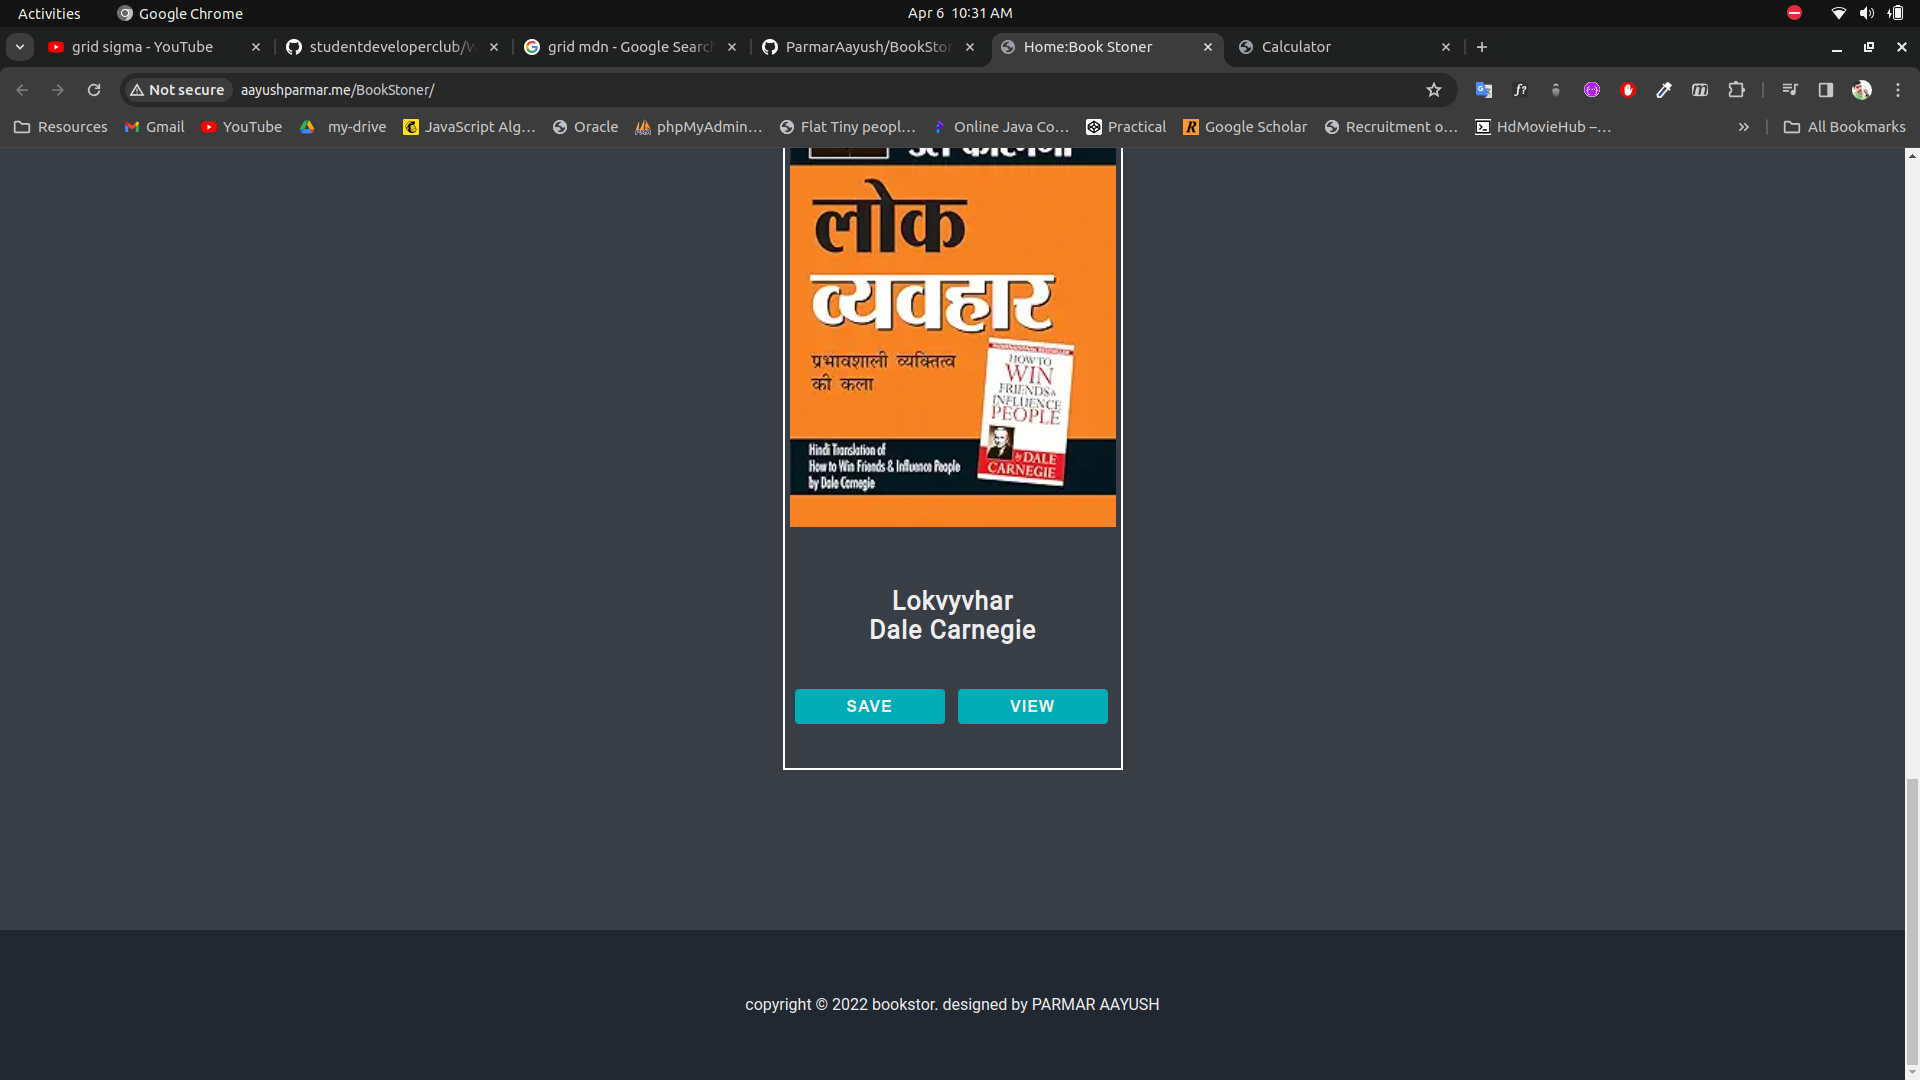 Activities Google Chrome Apr 6 10:31 AM
grid sigma - YouTube studentdeveloperclub/ grid mdn - Google Search ParmarAayush/BookSto Home:Book Stoner Calculator
Not secure aayushparmar.me/BookStoner/
Resources Gmail YouTube my-drive JavaScript Alg... Oracle phpMyAdmin... Flat Tiny peopl... Online Java Co... Practical Google Scholar Recruitment o... HdMovieHub –... All Bookmarks
लोक
व्यवहार
प्रभावशाली व्यक्तित्व
की कला
HOW TO
WIN
FRIENDS &
INFLUENCE
PEOPLE
by DALE
CARNEGIE
Hindi Translation of
How to Win Friends & Influence People
by Dale Carnegie
Lokvyvhar
Dale Carnegie
SAVE VIEW
copyright © 2022 bookstor. designed by PARMAR AAYUSH